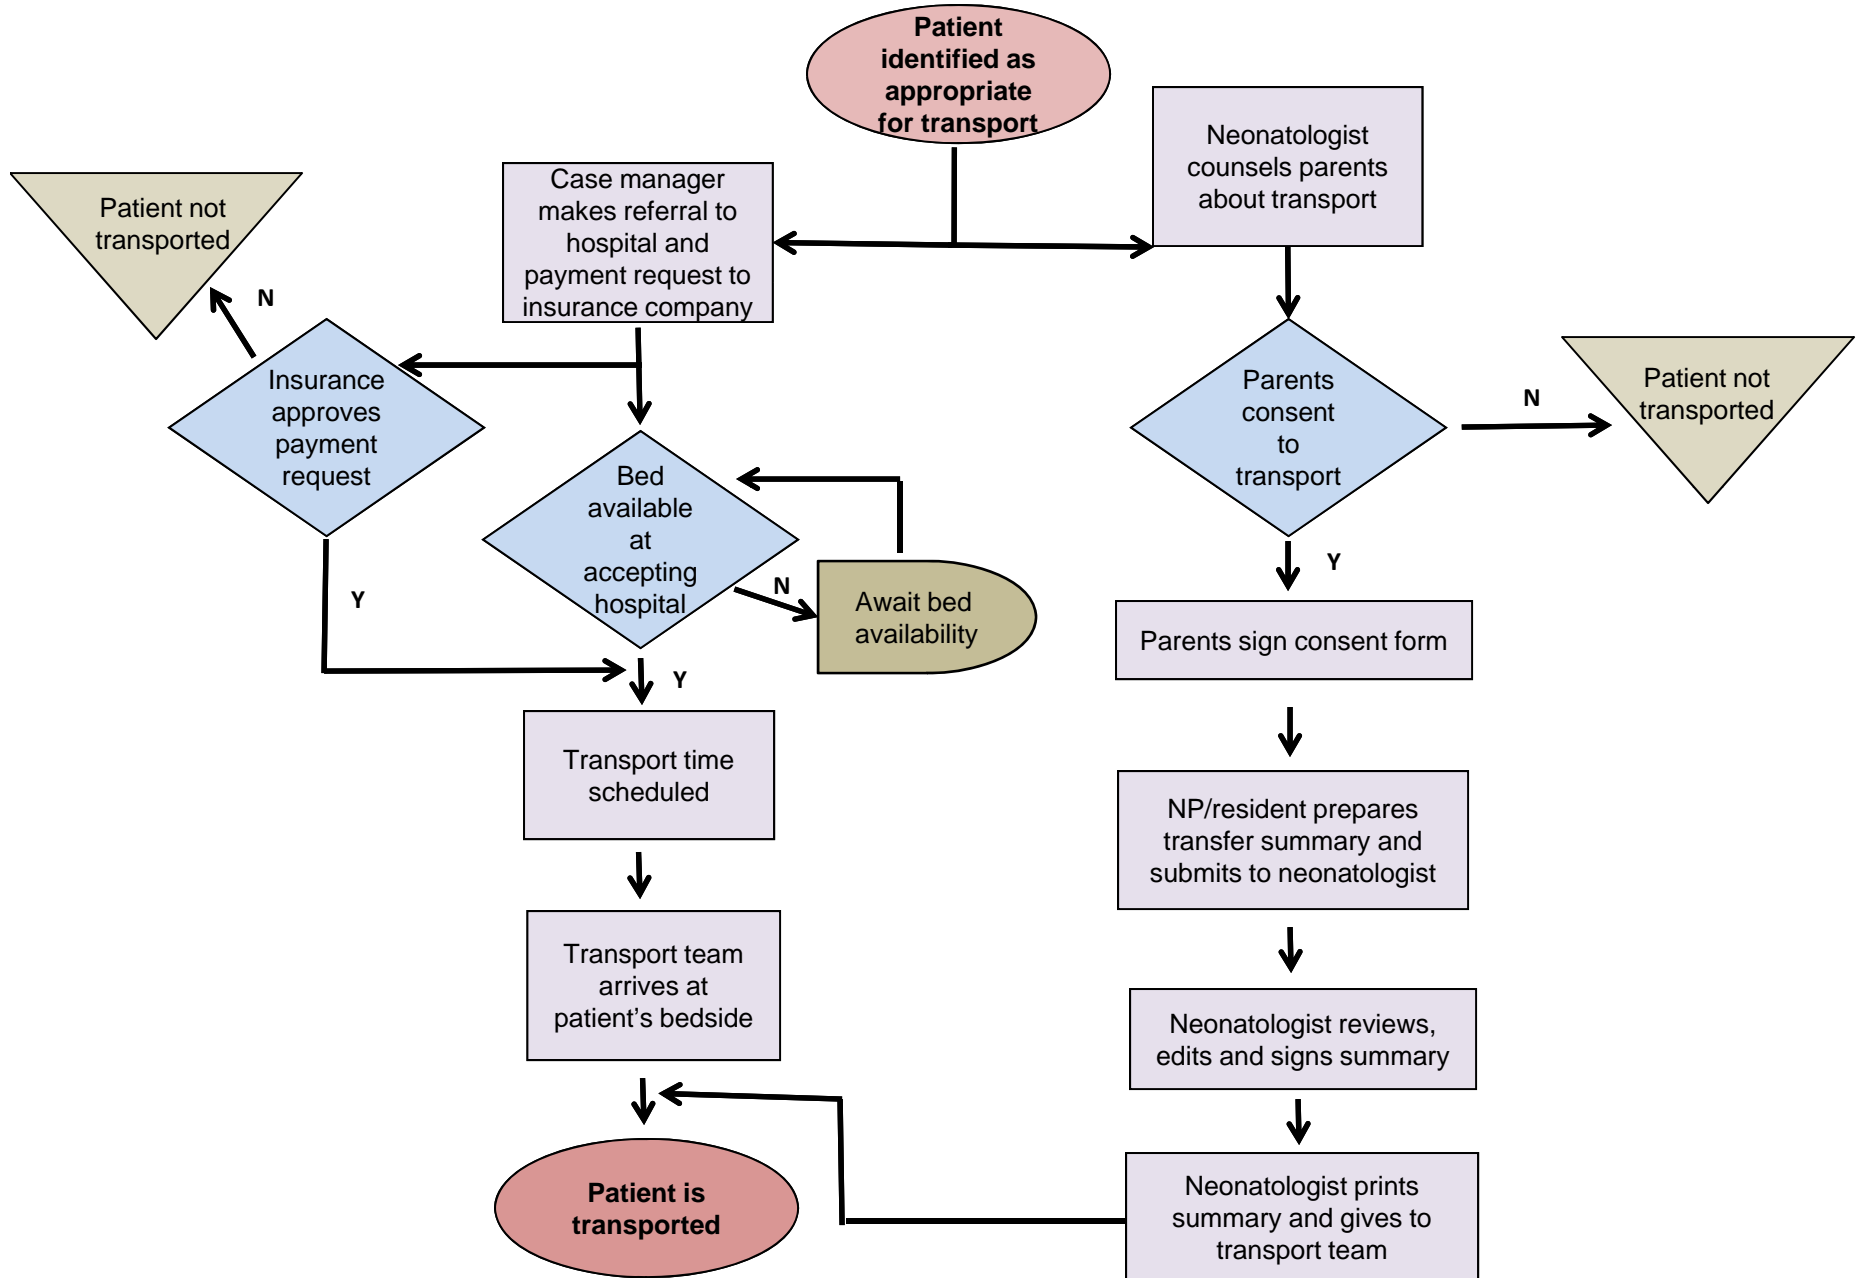 Patient
identified as
appropriate
for transport
Neonatologist
counsels parents
about transport
Case manager
makes referral to
hospital and
payment request to
insurance company
Patient not
transported
N
Insurance
approves
payment
request
Parents
consent
to
transport
N
Patient not
transported
Bed
available
at
accepting
hospital
N
Await bed
availability
Y
Y
Y
Parents sign consent form
Transport time
scheduled
NP/resident prepares
transfer summary and
submits to neonatologist
Transport team
arrives at
patient's bedside
Neonatologist reviews,
edits and signs summary
Patient is
transported
Neonatologist prints
summary and gives to
transport team